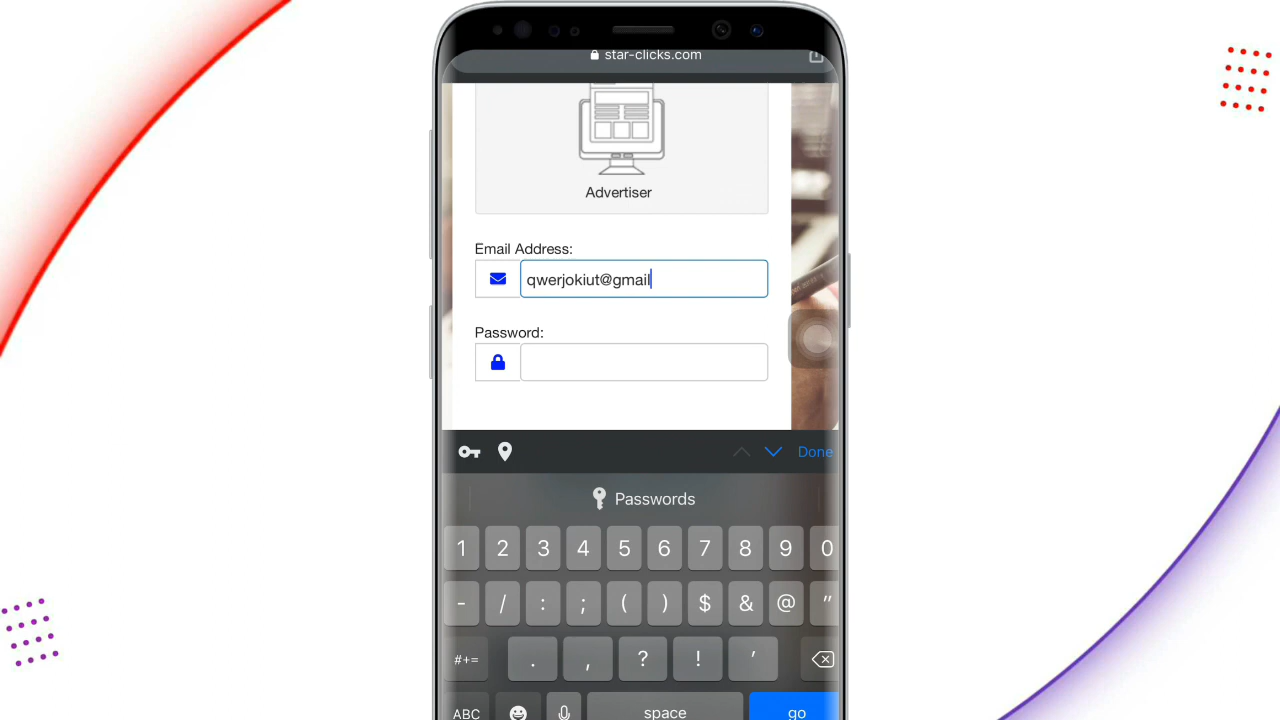 star-clicks.com
Advertiser
Email Address:
qwerjokiut@gmail
Password:
Done
Passwords
1 2 3 4 5 6 7 8 9 0
- / : ; ( ) $ & @ "
#+= . , ? ! '
ABC space go